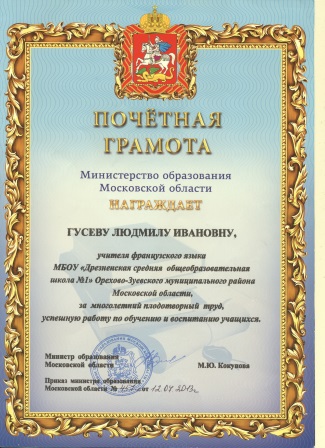 ПОЧЁТНАЯ
ГРАМОТА
Министерство образования
Московской области
НАГРАЖДАЕТ
ГУСЕВУ ЛЮДМИЛУ ИВАНОВНУ,
учителя французского языка
МБОУ «Дрезненская средняя общеобразовательная
школа №1» Орехово-Зуевского муниципального района
Московской области,
за многолетний плодотворный труд,
успешную работу по обучению и воспитанию учащихся.
Министр образования
Московской области
М.Ю. Кокунова
Приказ министра образования
Московской области № от 12.04.2013г.